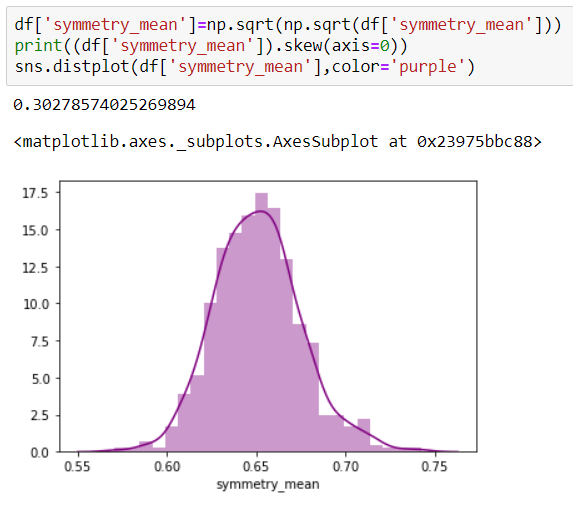 df['symmetry_mean']=np.sqrt(np.sqrt(df['symmetry_mean']))
print((df['symmetry_mean']).skew(axis=0))
sns.distplot(df['symmetry_mean'],color='purple')
0.30278574025269894
<matplotlib.axes._subplots.AxesSubplot at 0x23975bbc88>
17.5
15.0
12.5
10.0
7.5
5.0
2.5
0.0
0.55 0.60 0.65 0.70 0.75
symmetry_mean